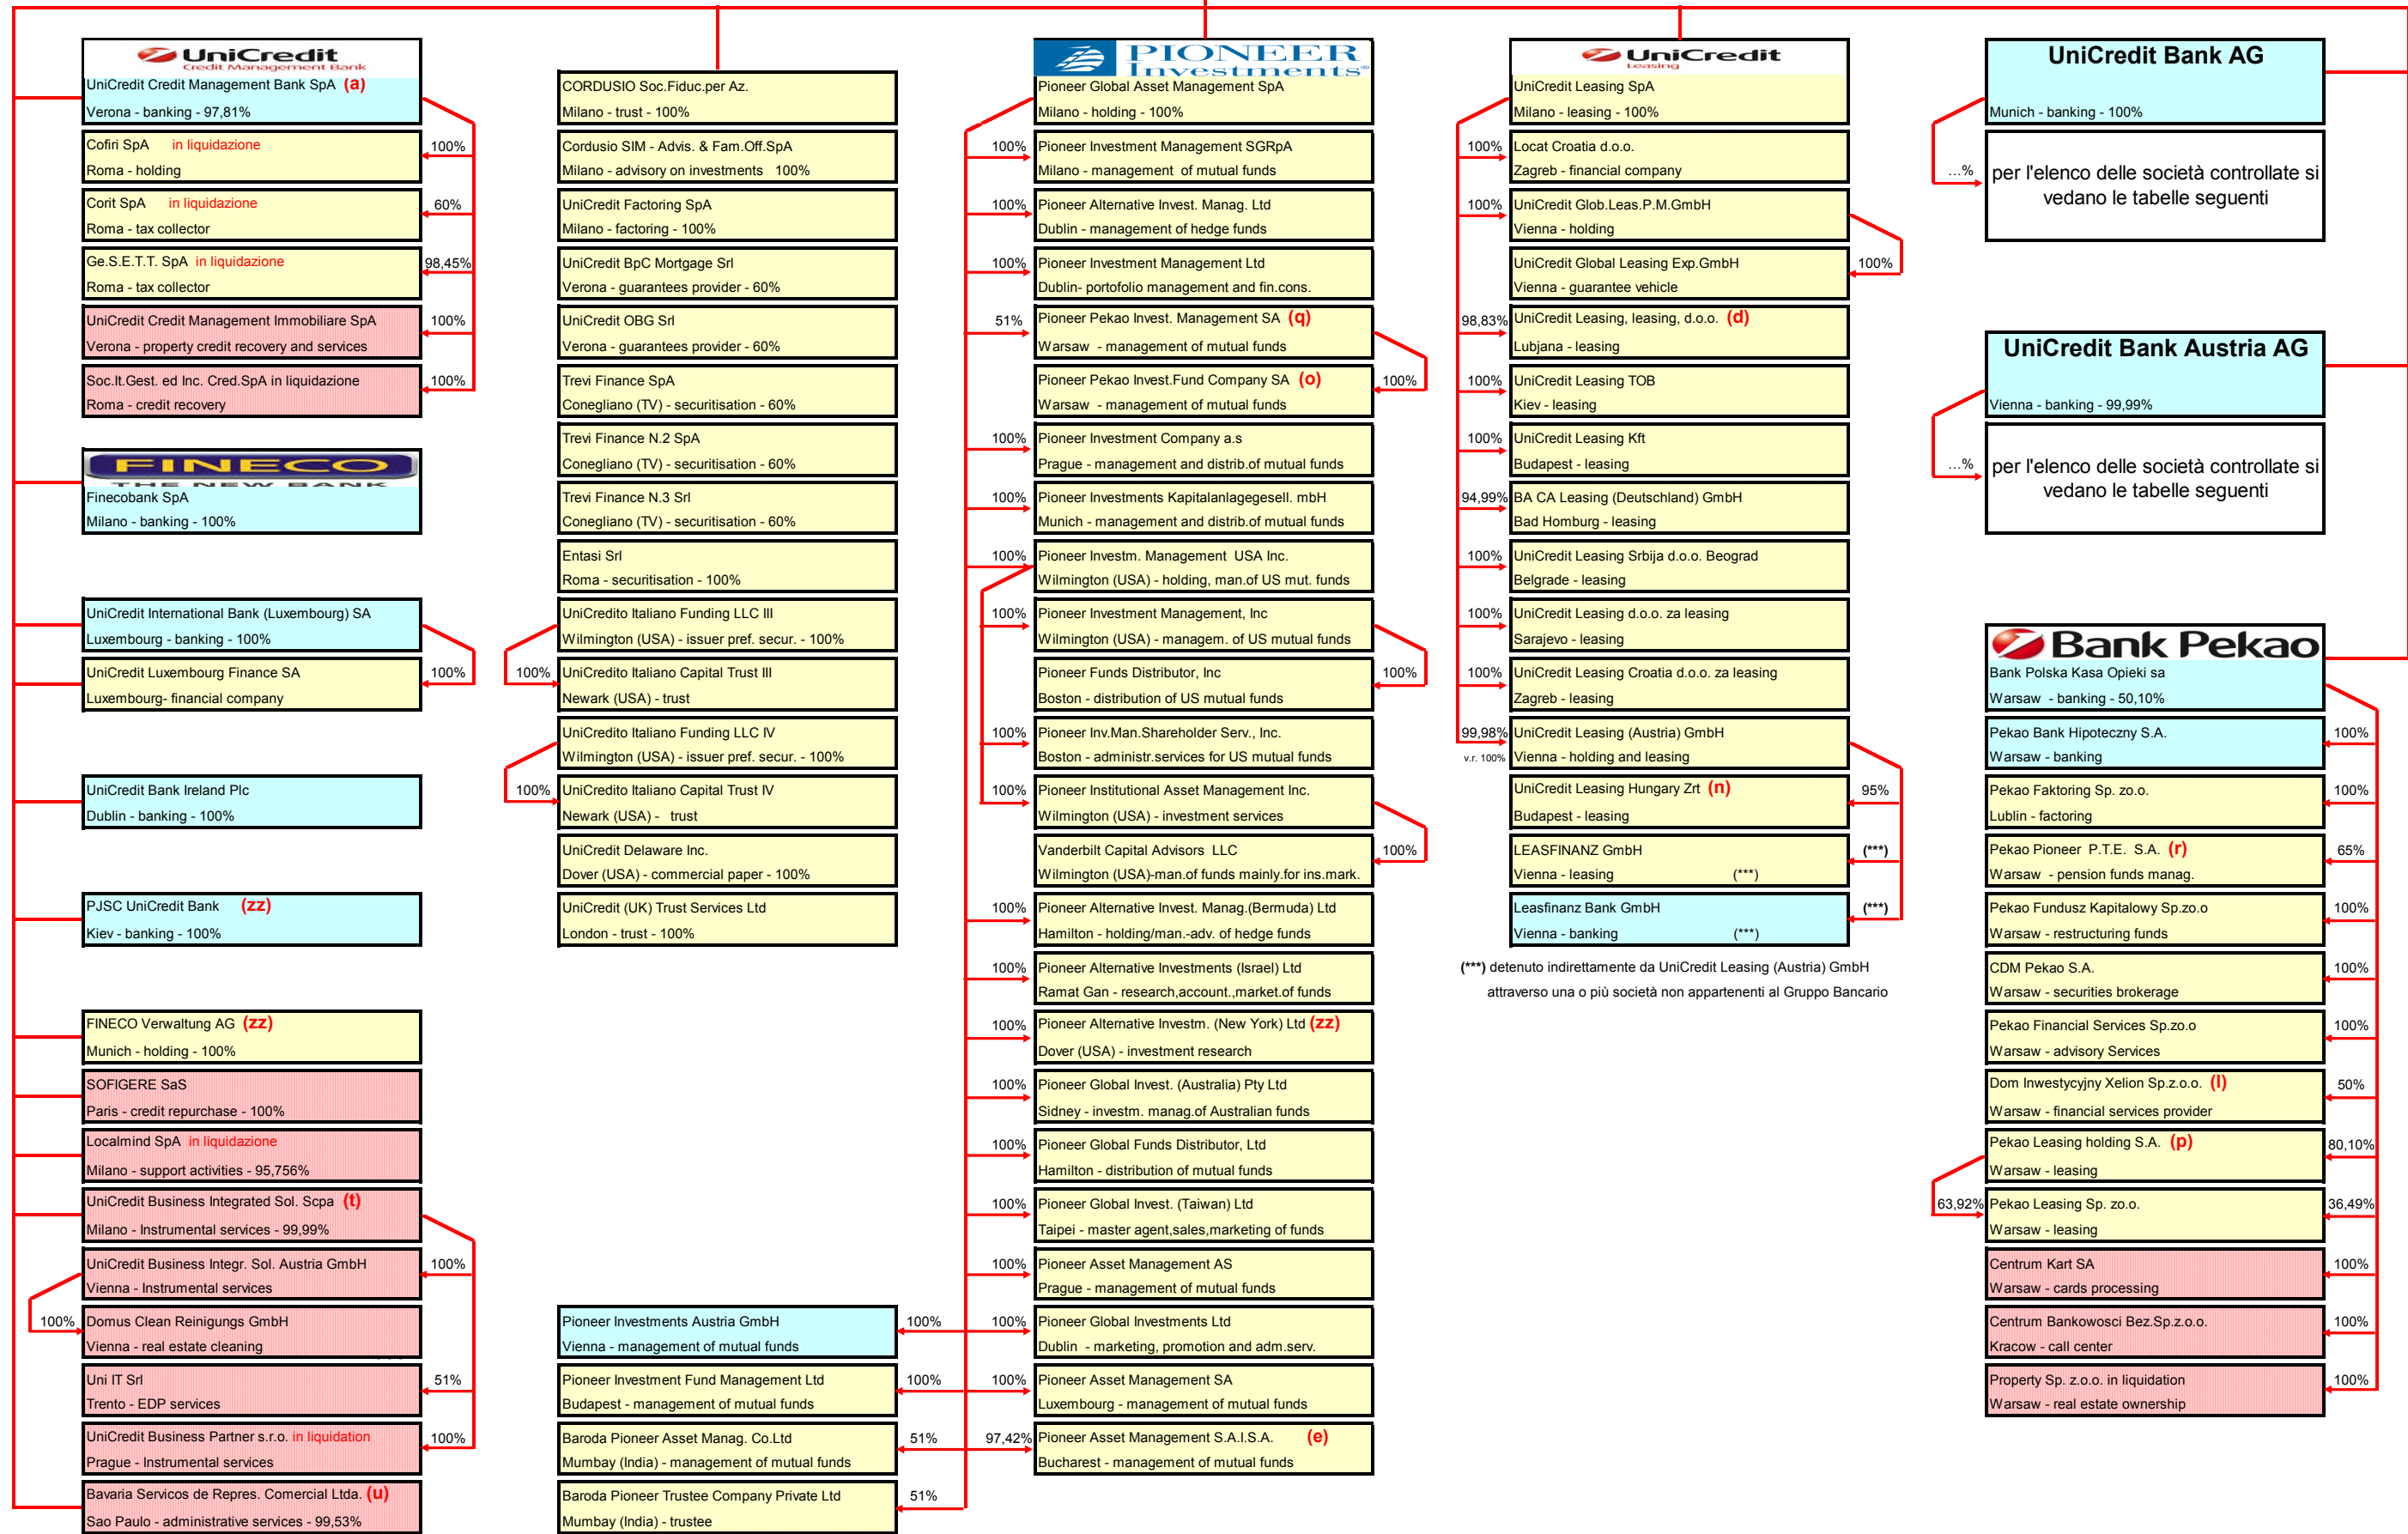 UniCredit
Credit Management Bank
UniCredit Credit Management Bank SpA (a)
Verona - banking - 97,81%
Cofiri SpA in liquidazione
Roma - holding
100%
Corit SpA in liquidazione
Roma - tax collector
60%
Ge.S.E.T.T. SpA in liquidazione
Roma - tax collector
98,45%
UniCredit Credit Management Immobiliare SpA
Verona - property credit recovery and services
100%
Soc.It.Gest. ed Inc. Cred.SpA in liquidazione
Roma - credit recovery
100%
FINECO
THE NEW BANK
Finecobank SpA
Milano - banking - 100%
UniCredit International Bank (Luxembourg) SA
Luxembourg - banking - 100%
UniCredit Luxembourg Finance SA
Luxembourg- financial company
100%
UniCredit Bank Ireland Plc
Dublin - banking - 100%
PJSC UniCredit Bank (zz)
Kiev - banking - 100%
FINECO Verwaltung AG (zz)
Munich - holding - 100%
SOFIGERE SaS
Paris - credit repurchase - 100%
Localmind SpA in liquidazione
Milano - support activities - 95,756%
UniCredit Business Integrated Sol. Scpa (t)
Milano - Instrumental services - 99,99%
UniCredit Business Integr. Sol. Austria GmbH
Vienna - Instrumental services
100%
100%
Domus Clean Reinigungs GmbH
Vienna - real estate cleaning
Uni IT Srl
Trento - EDP services
51%
UniCredit Business Partner s.r.o. in liquidation
Prague - Instrumental services
100%
Bavaria Servicos de Repres. Comercial Ltda. (u)
Sao Paulo - administrative services - 99,53%
CORDUSIO Soc.Fiduc.per Az.
Milano - trust - 100%
Cordusio SIM - Advis. & Fam.Off.SpA
Milano - advisory on investments 100%
UniCredit Factoring SpA
Milano - factoring - 100%
UniCredit BpC Mortgage Srl
Verona - guarantees provider - 60%
UniCredit OBG Srl
Verona - guarantees provider - 60%
Trevi Finance SpA
Conegliano (TV) - securitisation - 60%
Trevi Finance N.2 SpA
Conegliano (TV) - securitisation - 60%
Trevi Finance N.3 Srl
Conegliano (TV) - securitisation - 60%
Entasi Srl
Roma - securitisation - 100%
UniCredito Italiano Funding LLC III
Wilmington (USA) - issuer pref. secur. - 100%
100%
UniCredito Italiano Capital Trust III
Newark (USA) - trust
UniCredito Italiano Funding LLC IV
Wilmington (USA) - issuer pref. secur. - 100%
100%
UniCredito Italiano Capital Trust IV
Newark (USA) - trust
UniCredit Delaware Inc.
Dover (USA) - commercial paper - 100%
UniCredit (UK) Trust Services Ltd
London - trust - 100%
Pioneer Investments Austria GmbH
Vienna - management of mutual funds
100%
Pioneer Investment Fund Management Ltd
Budapest - management of mutual funds
100%
Baroda Pioneer Asset Manag. Co.Ltd
Mumbay (India) - management of mutual funds
51%
Baroda Pioneer Trustee Company Private Ltd
Mumbay (India) - trustee
51%
PIONEER
Investments®
Pioneer Global Asset Management SpA
Milano - holding - 100%
100%
Pioneer Investment Management SGRpA
Milano - management of mutual funds
100%
Pioneer Alternative Invest. Manag. Ltd
Dublin - management of hedge funds
100%
Pioneer Investment Management Ltd
Dublin- portofolio management and fin.cons.
51%
Pioneer Pekao Invest. Management SA (q)
Warsaw - management of mutual funds
Pioneer Pekao Invest.Fund Company SA (o)
Warsaw - management of mutual funds
100%
100%
Pioneer Investment Company a.s
Prague - management and distrib.of mutual funds
100%
Pioneer Investments Kapitalanlagegesell. mbH
Munich - management and distrib.of mutual funds
100%
Pioneer Investm. Management USA Inc.
Wilmington (USA) - holding, man.of US mut. funds
100%
Pioneer Investment Management, Inc
Wilmington (USA) - managem. of US mutual funds
Pioneer Funds Distributor, Inc
Boston - distribution of US mutual funds
100%
100%
Pioneer Inv.Man.Shareholder Serv., Inc.
Boston - administr.services for US mutual funds
100%
Pioneer Institutional Asset Management Inc.
Wilmington (USA) - investment services
Vanderbilt Capital Advisors LLC
Wilmington (USA)-man.of funds mainly.for ins.mark.
100%
100%
Pioneer Alternative Invest. Manag.(Bermuda) Ltd
Hamilton - holding/man.-adv. of hedge funds
100%
Pioneer Alternative Investments (Israel) Ltd
Ramat Gan - research,account.,market.of funds
100%
Pioneer Alternative Investm. (New York) Ltd (zz)
Dover (USA) - investment research
100%
Pioneer Global Invest. (Australia) Pty Ltd
Sidney - investm. manag.of Australian funds
100%
Pioneer Global Funds Distributor, Ltd
Hamilton - distribution of mutual funds
100%
Pioneer Global Invest. (Taiwan) Ltd
Taipei - master agent,sales,marketing of funds
100%
Pioneer Asset Management AS
Prague - management of mutual funds
100%
Pioneer Global Investments Ltd
Dublin - marketing, promotion and adm.serv.
100%
Pioneer Asset Management SA
Luxembourg - management of mutual funds
97,42%
Pioneer Asset Management S.A.I.S.A. (e)
Bucharest - management of mutual funds
UniCredit
Leasing
UniCredit Leasing SpA
Milano - leasing - 100%
100%
Locat Croatia d.o.o.
Zagreb - financial company
100%
UniCredit Glob.Leas.P.M.GmbH
Vienna - holding
UniCredit Global Leasing Exp.GmbH
Vienna - guarantee vehicle
100%
98,83%
UniCredit Leasing, leasing, d.o.o. (d)
Lubjana - leasing
100%
UniCredit Leasing TOB
Kiev - leasing
100%
UniCredit Leasing Kft
Budapest - leasing
94,99%
BA CA Leasing (Deutschland) GmbH
Bad Homburg - leasing
100%
UniCredit Leasing Srbija d.o.o. Beograd
Belgrade - leasing
100%
UniCredit Leasing d.o.o. za leasing
Sarajevo - leasing
100%
UniCredit Leasing Croatia d.o.o. za leasing
Zagreb - leasing
99,98%
v.r. 100%
UniCredit Leasing (Austria) GmbH
Vienna - holding and leasing
UniCredit Leasing Hungary Zrt (n)
Budapest - leasing
95%
LEASFINANZ GmbH
Vienna - leasing (***)
(***)
Leasfinanz Bank GmbH
Vienna - banking (***)
(***)
(***) detenuto indirettamente da UniCredit Leasing (Austria) GmbH
attraverso una o più società non appartenenti al Gruppo Bancario
UniCredit Bank AG
Munich - banking - 100%
...%
per l'elenco delle società controllate si
vedano le tabelle seguenti
UniCredit Bank Austria AG
Vienna - banking - 99,99%
...%
per l'elenco delle società controllate si
vedano le tabelle seguenti
Bank Pekao
Bank Polska Kasa Opieki sa
Warsaw - banking - 50,10%
Pekao Bank Hipoteczny S.A.
Warsaw - banking
100%
Pekao Faktoring Sp. zo.o.
Lublin - factoring
100%
Pekao Pioneer P.T.E. S.A. (r)
Warsaw - pension funds manag.
65%
Pekao Fundusz Kapitalowy Sp.zo.o
Warsaw - restructuring funds
100%
CDM Pekao S.A.
Warsaw - securities brokerage
100%
Pekao Financial Services Sp.zo.o
Warsaw - advisory Services
100%
Dom Inwestycyjny Xelion Sp.z.o.o. (l)
Warsaw - financial services provider
50%
Pekao Leasing holding S.A. (p)
Warsaw - leasing
80,10%
63,92%
Pekao Leasing Sp. zo.o.
Warsaw - leasing
36,49%
Centrum Kart SA
Warsaw - cards processing
100%
Centrum Bankowosci Bez.Sp.z.o.o.
Kracow - call center
100%
Property Sp. z.o.o. in liquidation
Warsaw - real estate ownership
100%